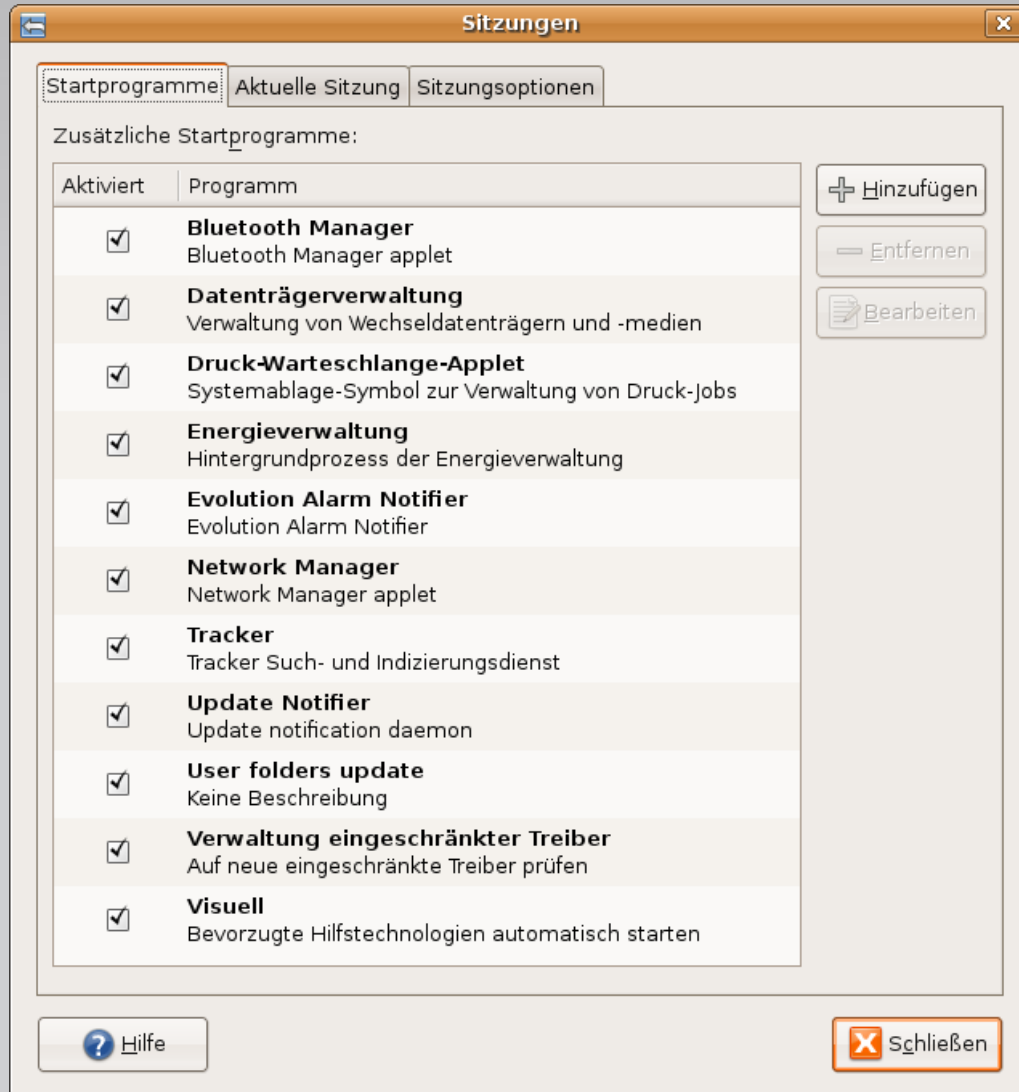 Sitzungen
Startprogramme
Aktuelle Sitzung
Sitzungsoptionen
Zusätzliche Startprogramme:
Aktiviert
Programm
Bluetooth Manager
Bluetooth Manager applet
Datenträgerverwaltung
Verwaltung von Wechseldatenträgern und -medien
Druck-Warteschlange-Applet
Systemablage-Symbol zur Verwaltung von Druck-Jobs
Energieverwaltung
Hintergrundprozess der Energieverwaltung
Evolution Alarm Notifier
Evolution Alarm Notifier
Network Manager
Network Manager applet
Tracker
Tracker Such- und Indizierungsdienst
Update Notifier
Update notification daemon
User folders update
Keine Beschreibung
Verwaltung eingeschränkter Treiber
Auf neue eingeschränkte Treiber prüfen
Visuell
Bevorzugte Hilfstechnologien automatisch starten
Hinzufügen
Entfernen
Bearbeiten
Hilfe
Schließen